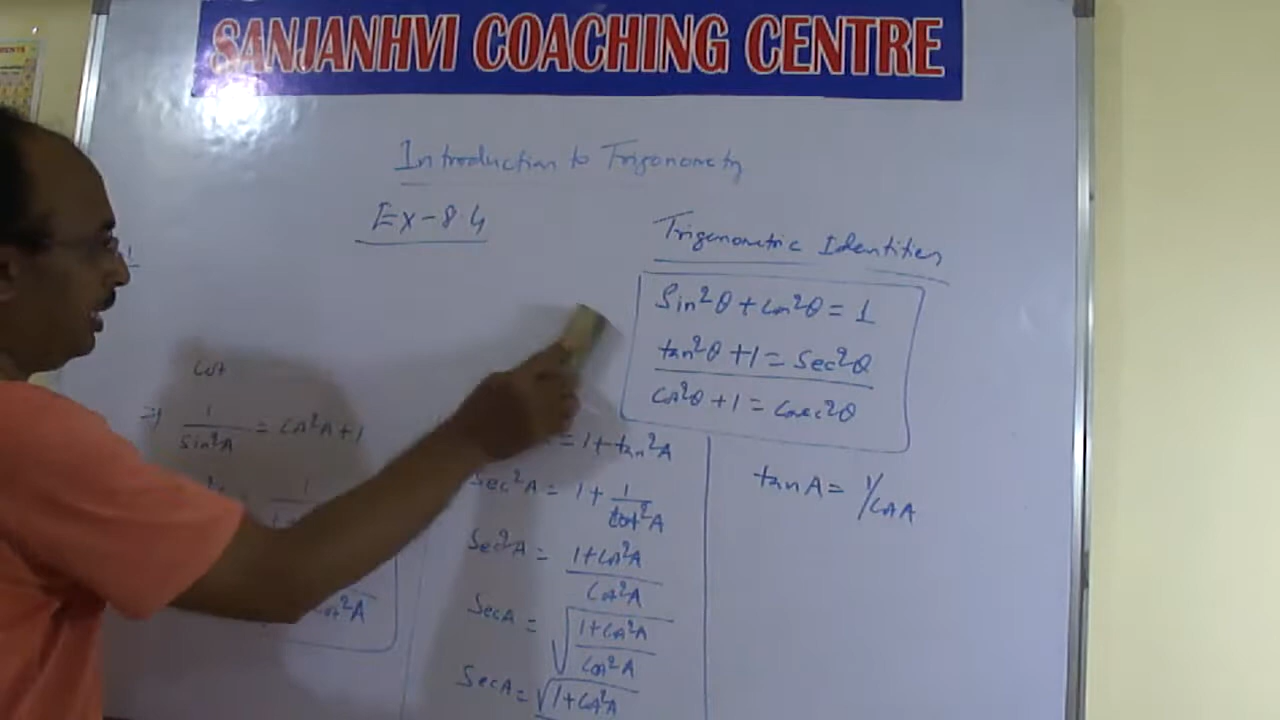 SANJANHVI COACHING CENTRE
Introduction to Trigonometry
Ex-8.4
Trigonometric Identities
Sin²θ + cos²θ = 1
tan²θ + 1 = Sec²θ
Cot²θ + 1 = Cosec²θ
Cot
⇒ 1/Sin²A = Cot²A + 1
= 1 + tan²A
Sec²A = 1 + 1/Cot²A
Sec²A = 1+Cot²A/Cot²A
SecA = √1+Cot²A/Cot²A
SecA = √1+Cot²A
tanA = 1/CotA